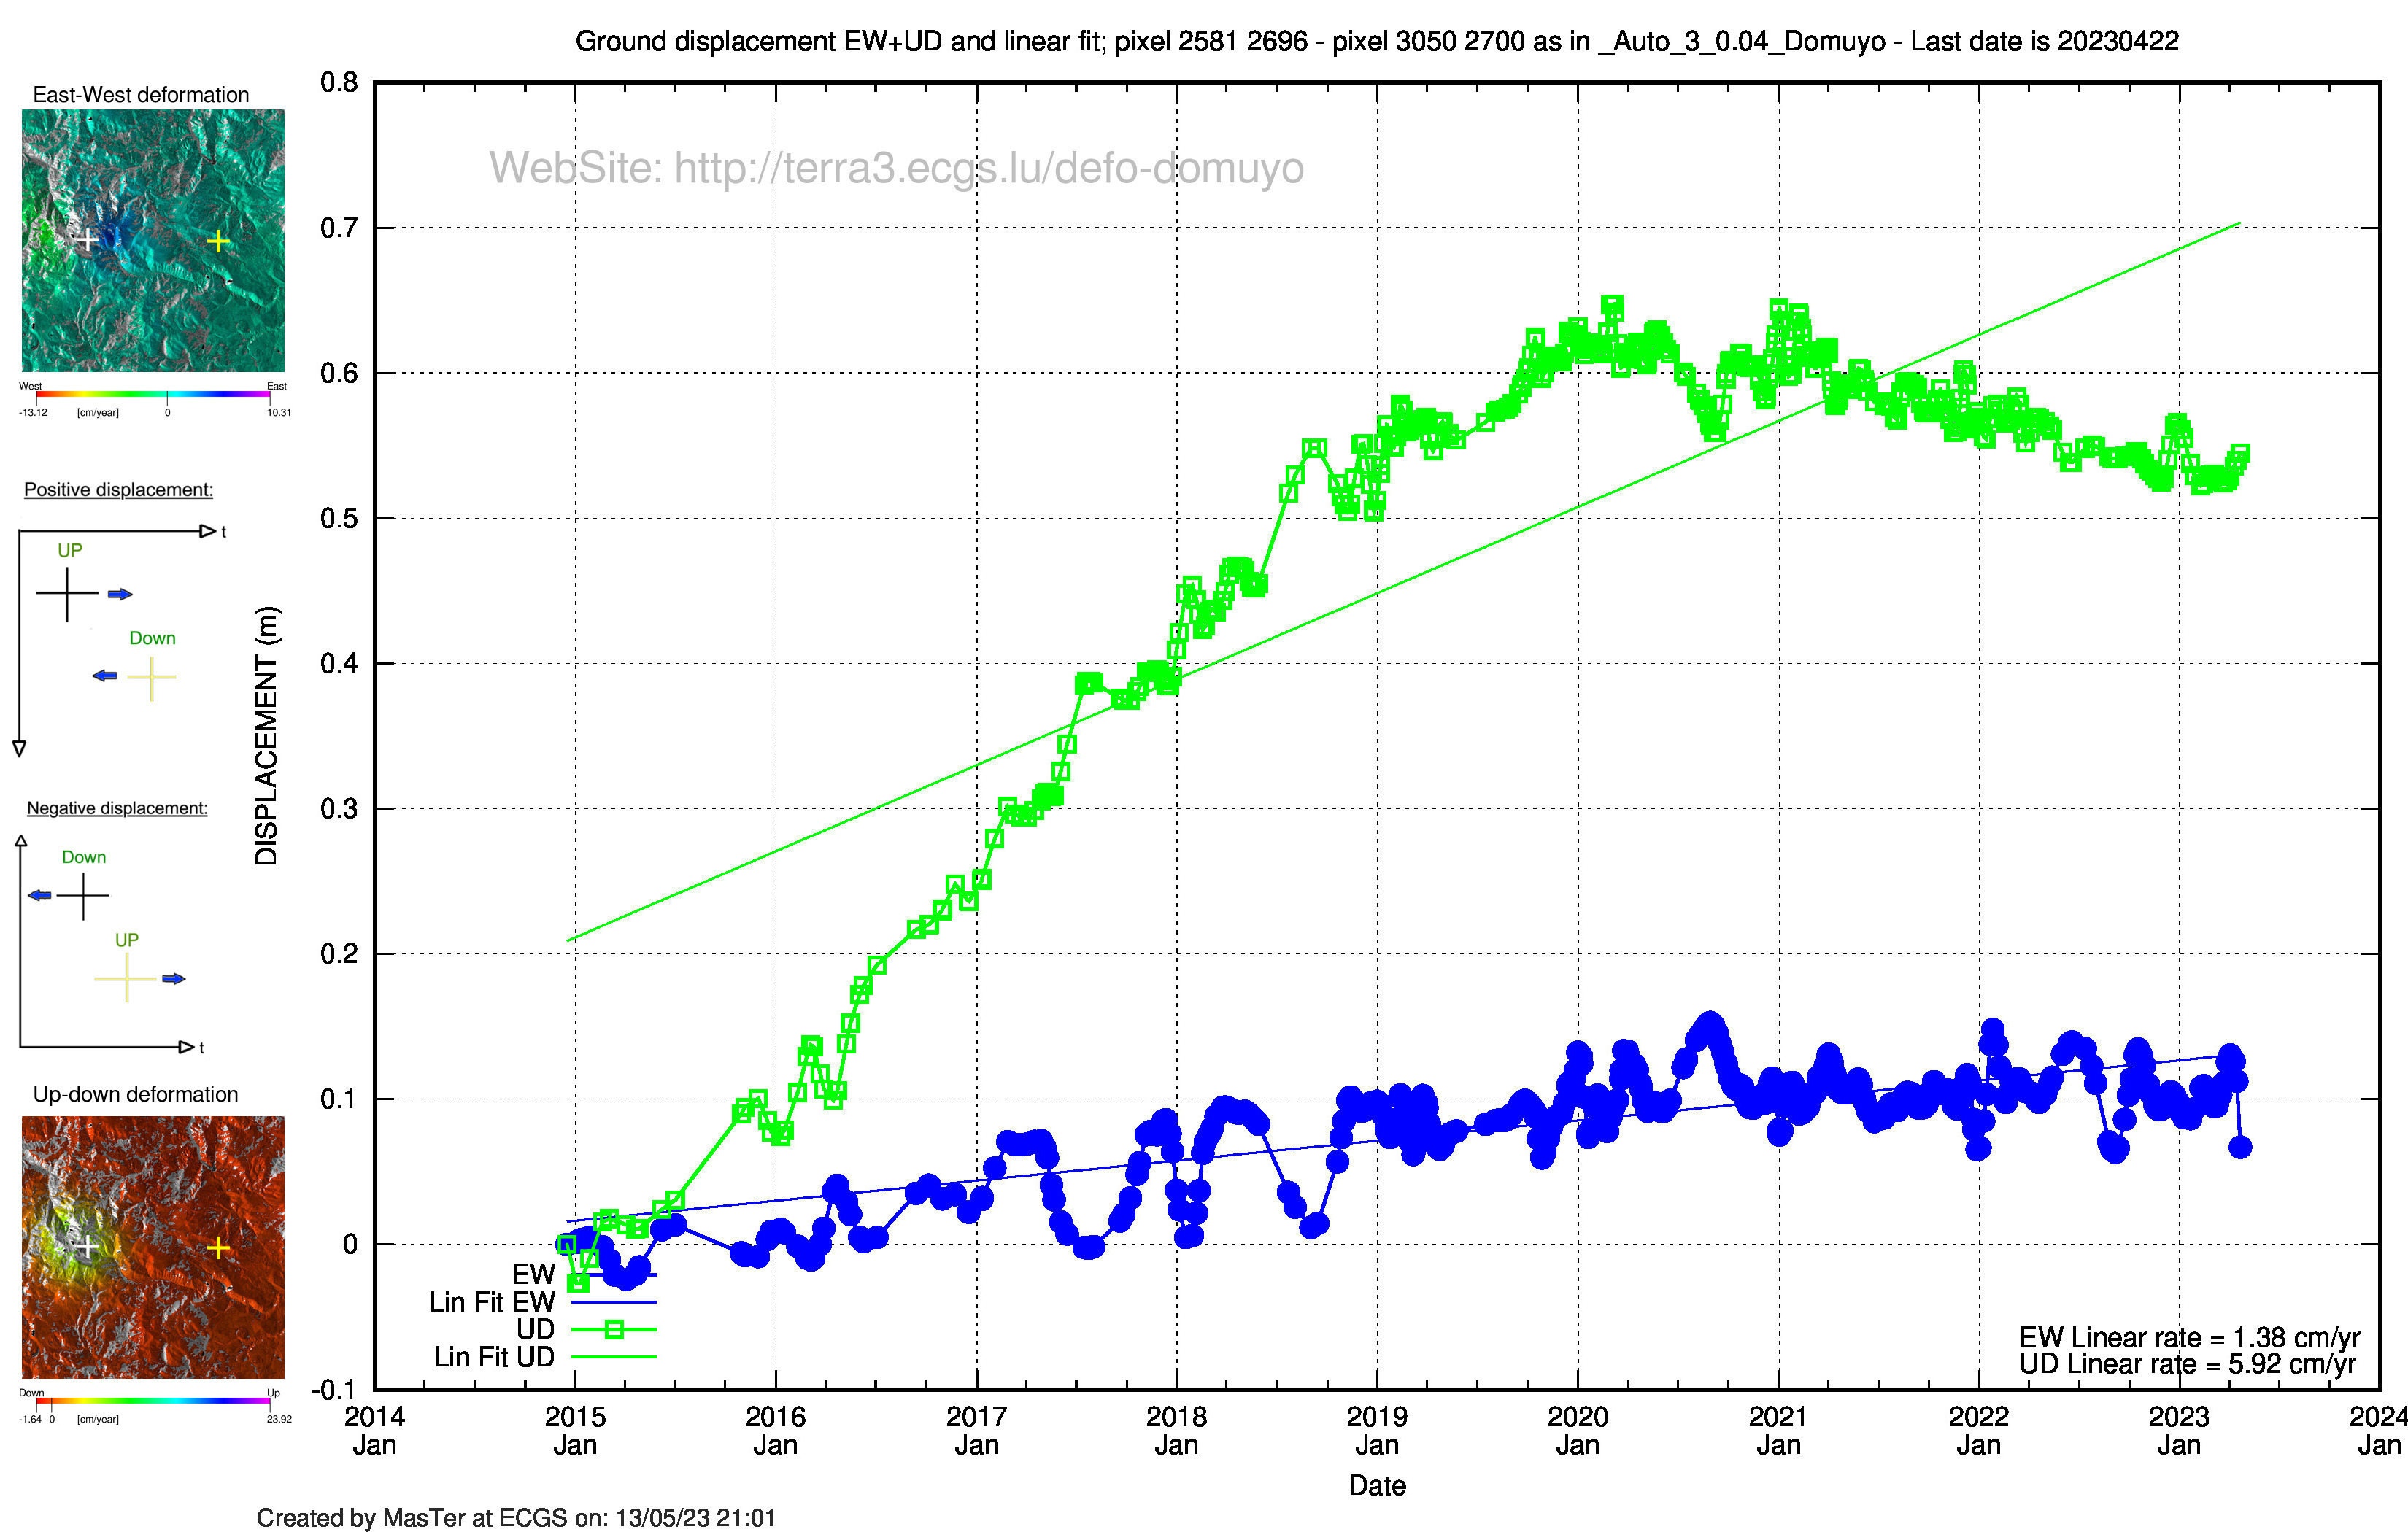 Ground displacement EW+UD and linear fit; pixel 2581 2696 - pixel 3050 2700 as in _Auto_3_0.04_Domuyo - Last date is 20230422
East-West deformation
West East
-13.12 [cm/year] 0 10.31
Positive displacement:
t
UP
Down
Negative displacement:
Down
UP
t
Up-down deformation
Down Up
-1.64 0 [cm/year] 23.92
WebSite: http://terra3.ecgs.lu/defo-domuyo
DISPLACEMENT (m)
0.8
0.7
0.6
0.5
0.4
0.3
0.2
0.1
0
-0.1
EW
Lin Fit EW
UD
Lin Fit UD
EW Linear rate = 1.38 cm/yr
UD Linear rate = 5.92 cm/yr
2014 2015 2016 2017 2018 2019 2020 2021 2022 2023 2024
Jan Jan Jan Jan Jan Jan Jan Jan Jan Jan Jan
Date
Created by MasTer at ECGS on: 13/05/23 21:01